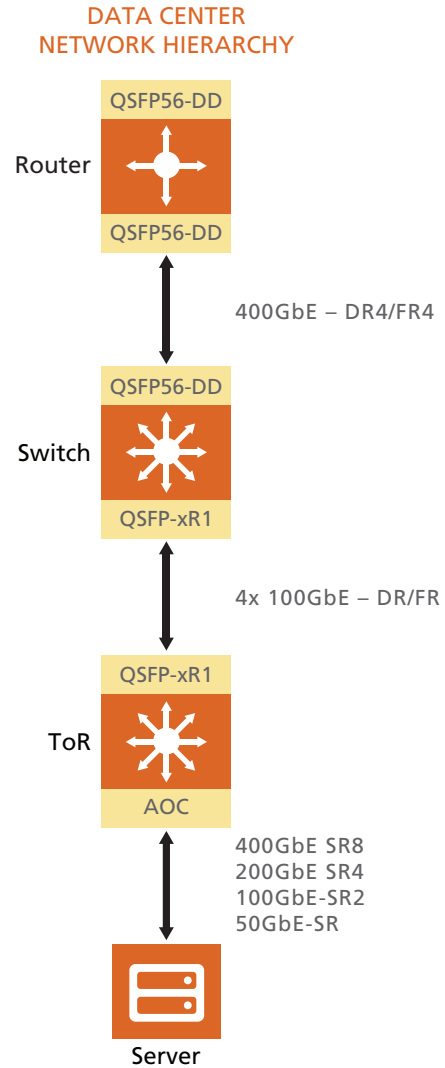 DATA CENTER
NETWORK HIERARCHY
QSFP56-DD
Router
QSFP56-DD
400GbE – DR4/FR4
QSFP56-DD
Switch
QSFP-xR1
4x 100GbE – DR/FR
QSFP-xR1
ToR
AOC
400GbE SR8
200GbE SR4
100GbE-SR2
50GbE-SR
Server